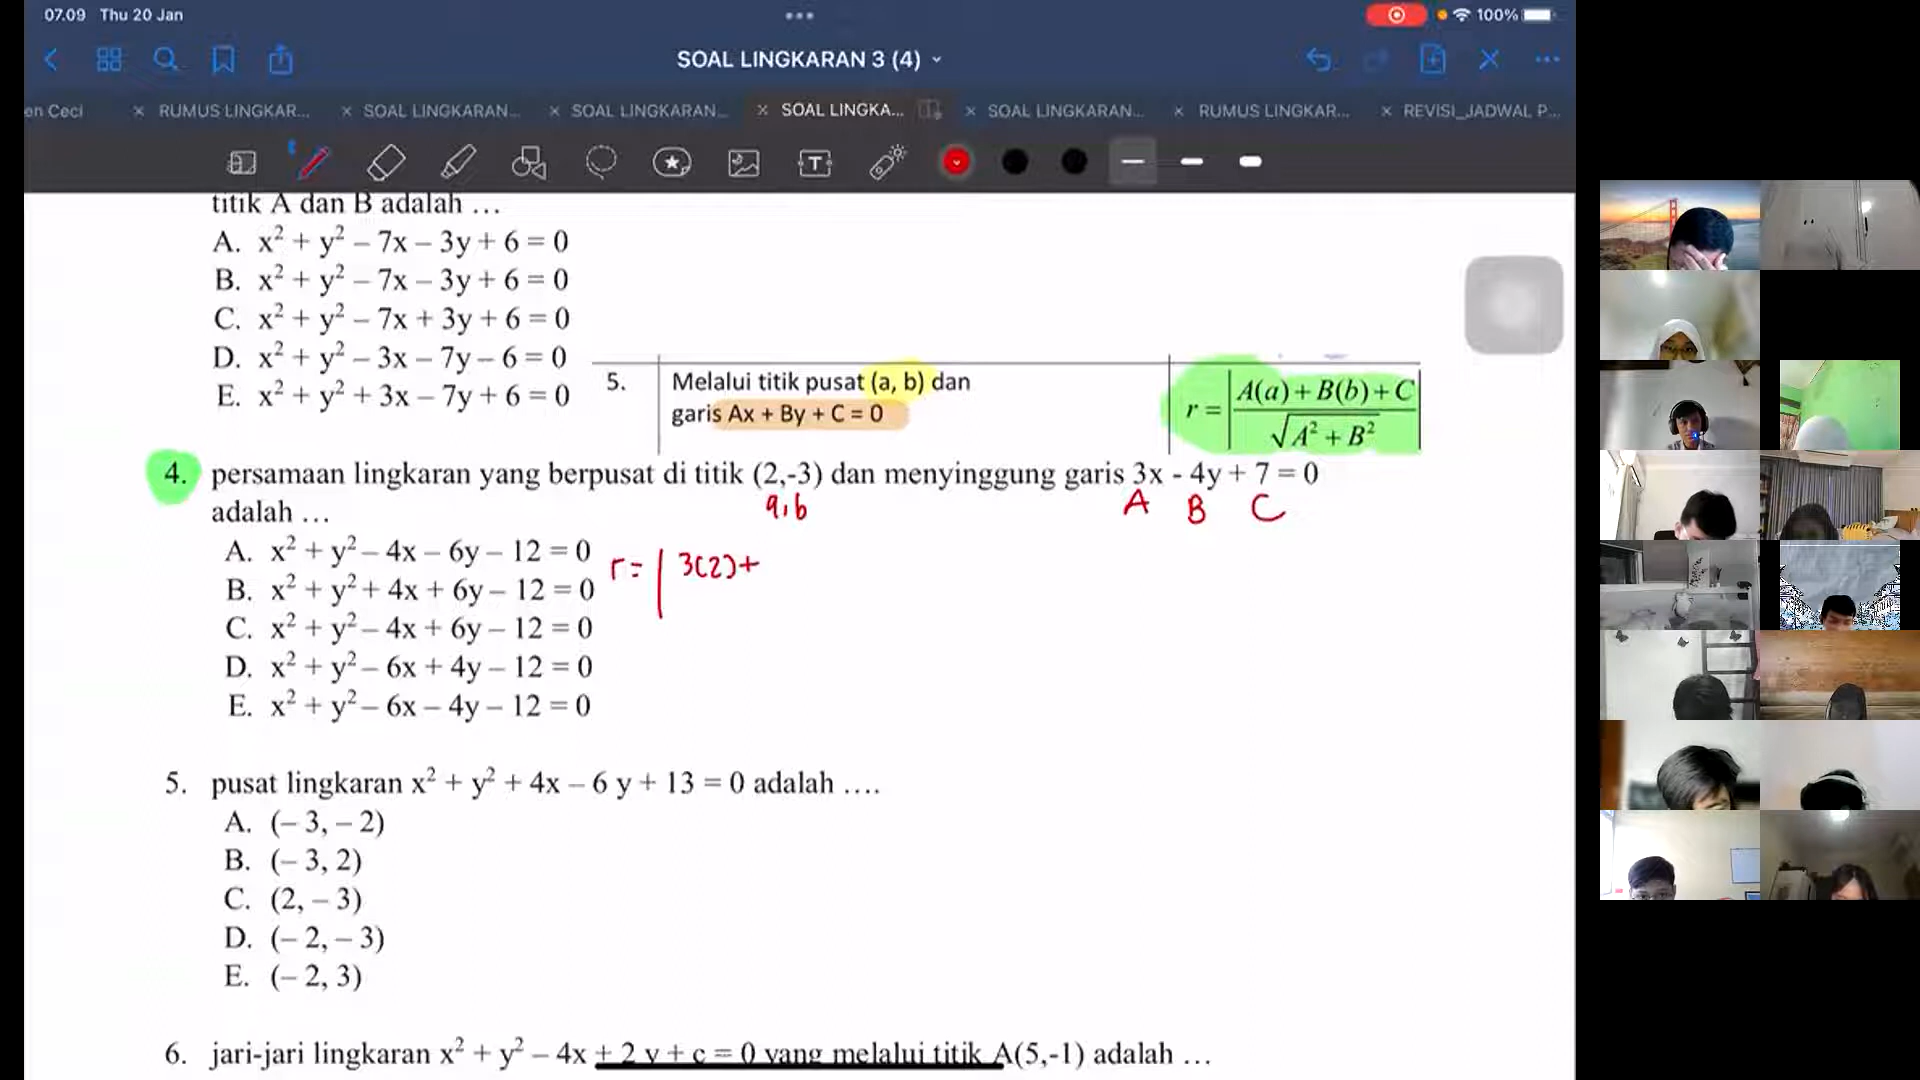 07.09 Thu 20 Jan
100%
SOAL LINGKARAN 3 (4)
en Ceci
RUMUS LINGKAR...
SOAL LINGKARAN...
SOAL LINGKARAN...
SOAL LINGKA...
SOAL LINGKARAN...
RUMUS LINGKAR...
REVISI_JADWAL P...
titik A dan B adalah …
A. x² + y² – 7x – 3y + 6 = 0
B. x² + y² – 7x – 3y + 6 = 0
C. x² + y² – 7x + 3y + 6 = 0
D. x² + y² – 3x – 7y – 6 = 0
E. x² + y² + 3x – 7y + 6 = 0
5. Melalui titik pusat (a, b) dan
garis Ax + By + C = 0
r = |A(a) + B(b) + C / √A² + B²|
4. persamaan lingkaran yang berpusat di titik (2,-3) dan menyinggung garis 3x - 4y + 7 = 0
a,b A B C
adalah …
A. x² + y² – 4x – 6y – 12 = 0
B. x² + y² + 4x + 6y – 12 = 0
C. x² + y² – 4x + 6y – 12 = 0
D. x² + y² – 6x + 4y – 12 = 0
E. x² + y² – 6x – 4y – 12 = 0
r = | 3(2) +
5. pusat lingkaran x² + y² + 4x – 6 y + 13 = 0 adalah ….
A. (– 3, – 2)
B. (– 3, 2)
C. (2, – 3)
D. (– 2, – 3)
E. (– 2, 3)
6. jari-jari lingkaran x² + y² – 4x + 2 y + c = 0 yang melalui titik A(5,-1) adalah …